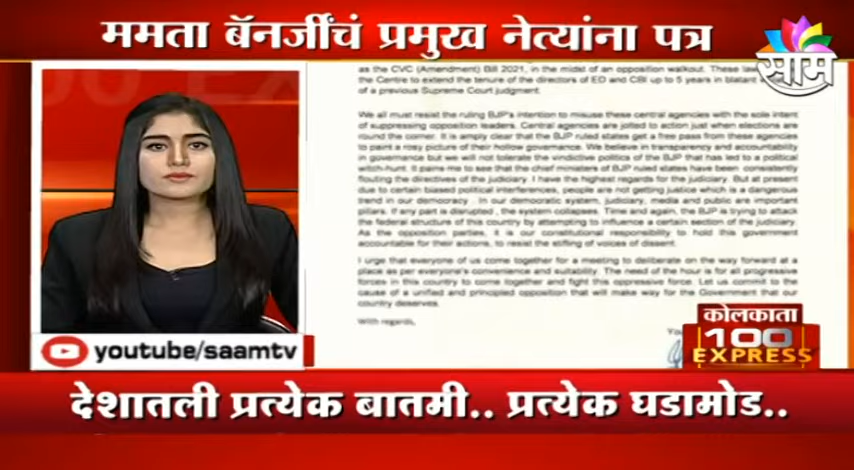 ममता बॅनर्जींचं प्रमुख नेत्यांना पत्र
साम
as the CVC (Amendment) Bill 2021, in the midst of an opposition walkout. These
the Centre to extend the tenure of the directors of ED and CBI up to 5 years in blatant
of a previous Supreme Court judgment.
We all must resist the ruling BJP's intention to misuse these central agencies with the sole intent
of suppressing opposition leaders. Central agencies are jolted to action just when elections are
round the corner. It is amply clear that the BJP ruled states get a free pass from these agencies
to paint a rosy picture of their hollow governance. We believe in transparency and accountability
in governance but we will not tolerate the vindictive politics of the BJP that has led to a political
witch-hunt. It pains me to see that the chief ministers of BJP ruled states have been consistently
flouting the directives of the judiciary. I have the highest regards for the judiciary. But at present
due to certain biased political interferences, people are not getting justice which is a dangerous
trend in our democracy. In our democratic system, judiciary, media and public are important
pillars. If any part is disrupted, the system collapses. Time and again, the BJP is trying to attack
the federal structure of this country by attempting to influence a certain section of the judiciary.
As the opposition parties, it is our constitutional responsibility to hold this government
accountable for their actions, to resist the stifling of voices of dissent.
I urge that everyone of us come together for a meeting to deliberate on the way forward at a
place as per everyone's convenience and suitability. The need of the hour is for all progressive
forces in this country to come together and fight this oppressive force. Let us commit to the
cause of a unified and principled opposition that will make way for the Government that our
country deserves.
With regards,
कोलकाता
100
EXPRESS
youtube/saamtv
देशातली प्रत्येक बातमी.. प्रत्येक घडामोड..